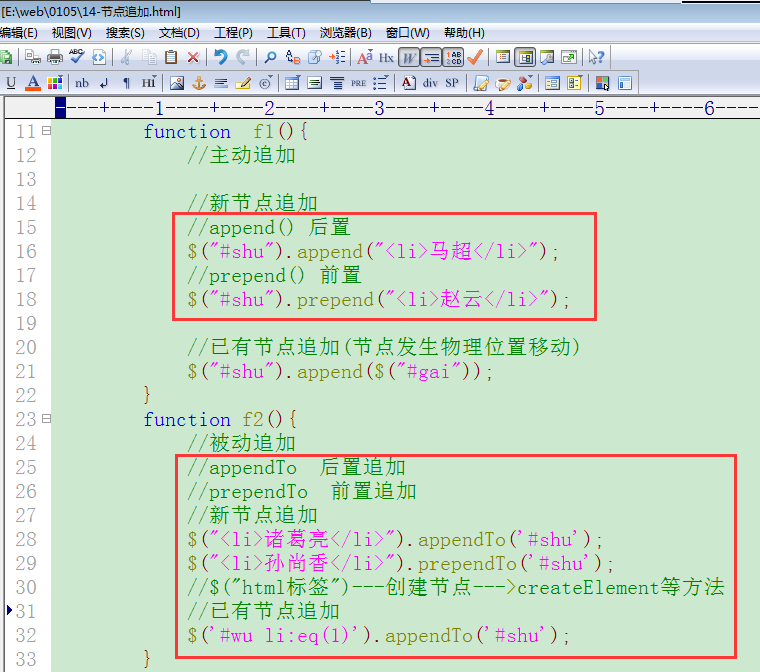 [E:\web\0105\14-节点追加.html]
编辑(E) 视图(V) 搜索(S) 文档(D) 工程(P) 工具(T) 浏览器(B) 窗口(W) 帮助(H)
ABC A Hx W AB CD
U A nb ¶ HI PRE A div SP
----+----1----+----2----+----3----+----4----+----5----+----6----
11 function f1(){
12 //主动追加
13
14 //新节点追加
15 //append() 后置
16 $("#shu").append("<li>马超</li>");
17 //prepend() 前置
18 $("#shu").prepend("<li>赵云</li>");
19
20 //已有节点追加(节点发生物理位置移动)
21 $("#shu").append($("#gai"));
22 }
23 function f2(){
24 //被动追加
25 //appendTo 后置追加
26 //prependTo 前置追加
27 //新节点追加
28 $("<li>诸葛亮</li>").appendTo('#shu');
29 $("<li>孙尚香</li>").prependTo('#shu');
30 //$("html标签")---创建节点--->createElement等方法
31 //已有节点追加
32 $('#wu li:eq(1)').appendTo('#shu');
33 }